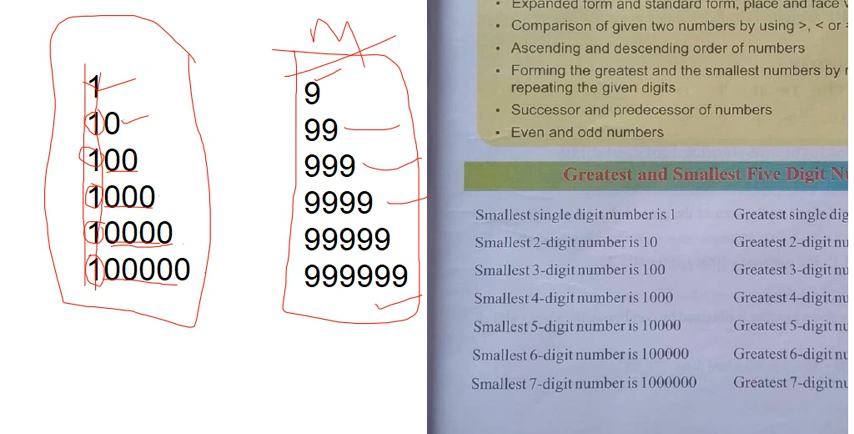 1
10
100
1000
10000
100000
9
99
999
9999
99999
999999
• Expanded form and standard form, place and face
• Comparison of given two numbers by using >, < or
• Ascending and descending order of numbers
• Forming the greatest and the smallest numbers by
repeating the given digits
• Successor and predecessor of numbers
• Even and odd numbers
Greatest and Smallest Five Digit
Smallest single digit number is 1 Greatest single
Smallest 2-digit number is 10 Greatest 2-digit
Smallest 3-digit number is 100 Greatest 3-digit
Smallest 4-digit number is 1000 Greatest 4-digit
Smallest 5-digit number is 10000 Greatest 5-digit
Smallest 6-digit number is 100000 Greatest 6-digit
Smallest 7-digit number is 1000000 Greatest 7-digit